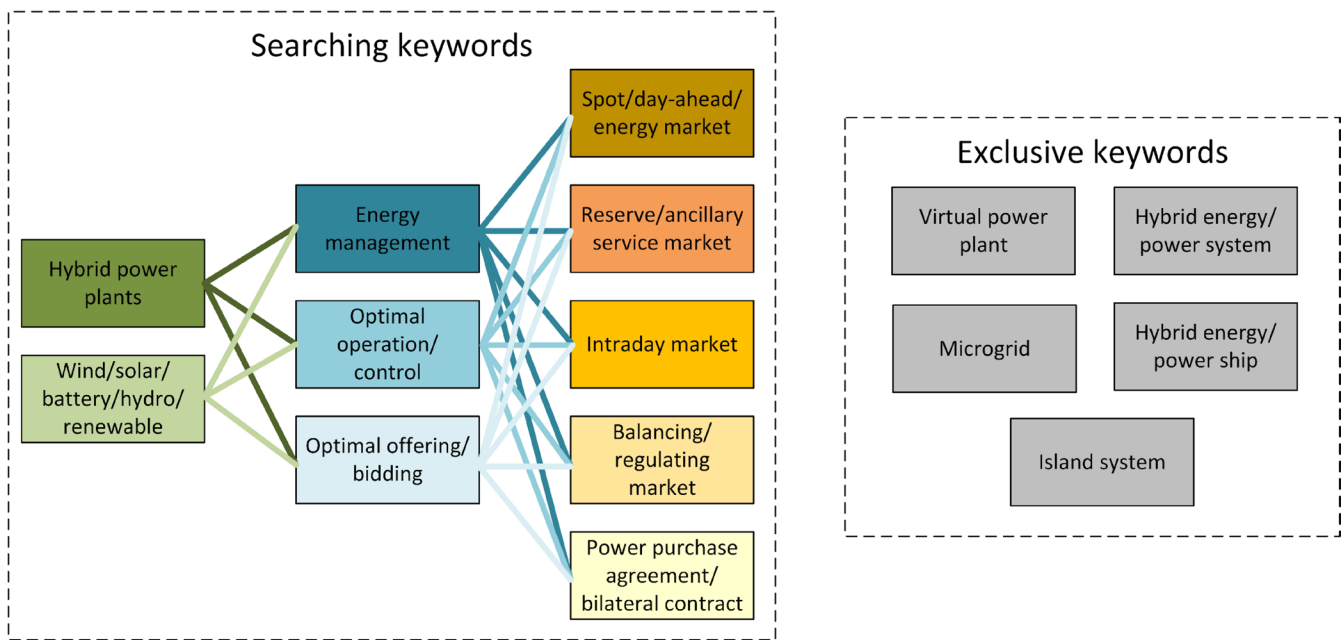 Searching keywords
Hybrid power
plants
Wind/solar/
battery/hydro/
renewable
Energy
management
Optimal
operation/
control
Optimal offering/
bidding
Spot/day-ahead/
energy market
Reserve/ancillary
service market
Intraday market
Balancing/
regulating
market
Power purchase
agreement/
bilateral contract
Exclusive keywords
Virtual power
plant
Hybrid energy/
power system
Microgrid
Hybrid energy/
power ship
Island system